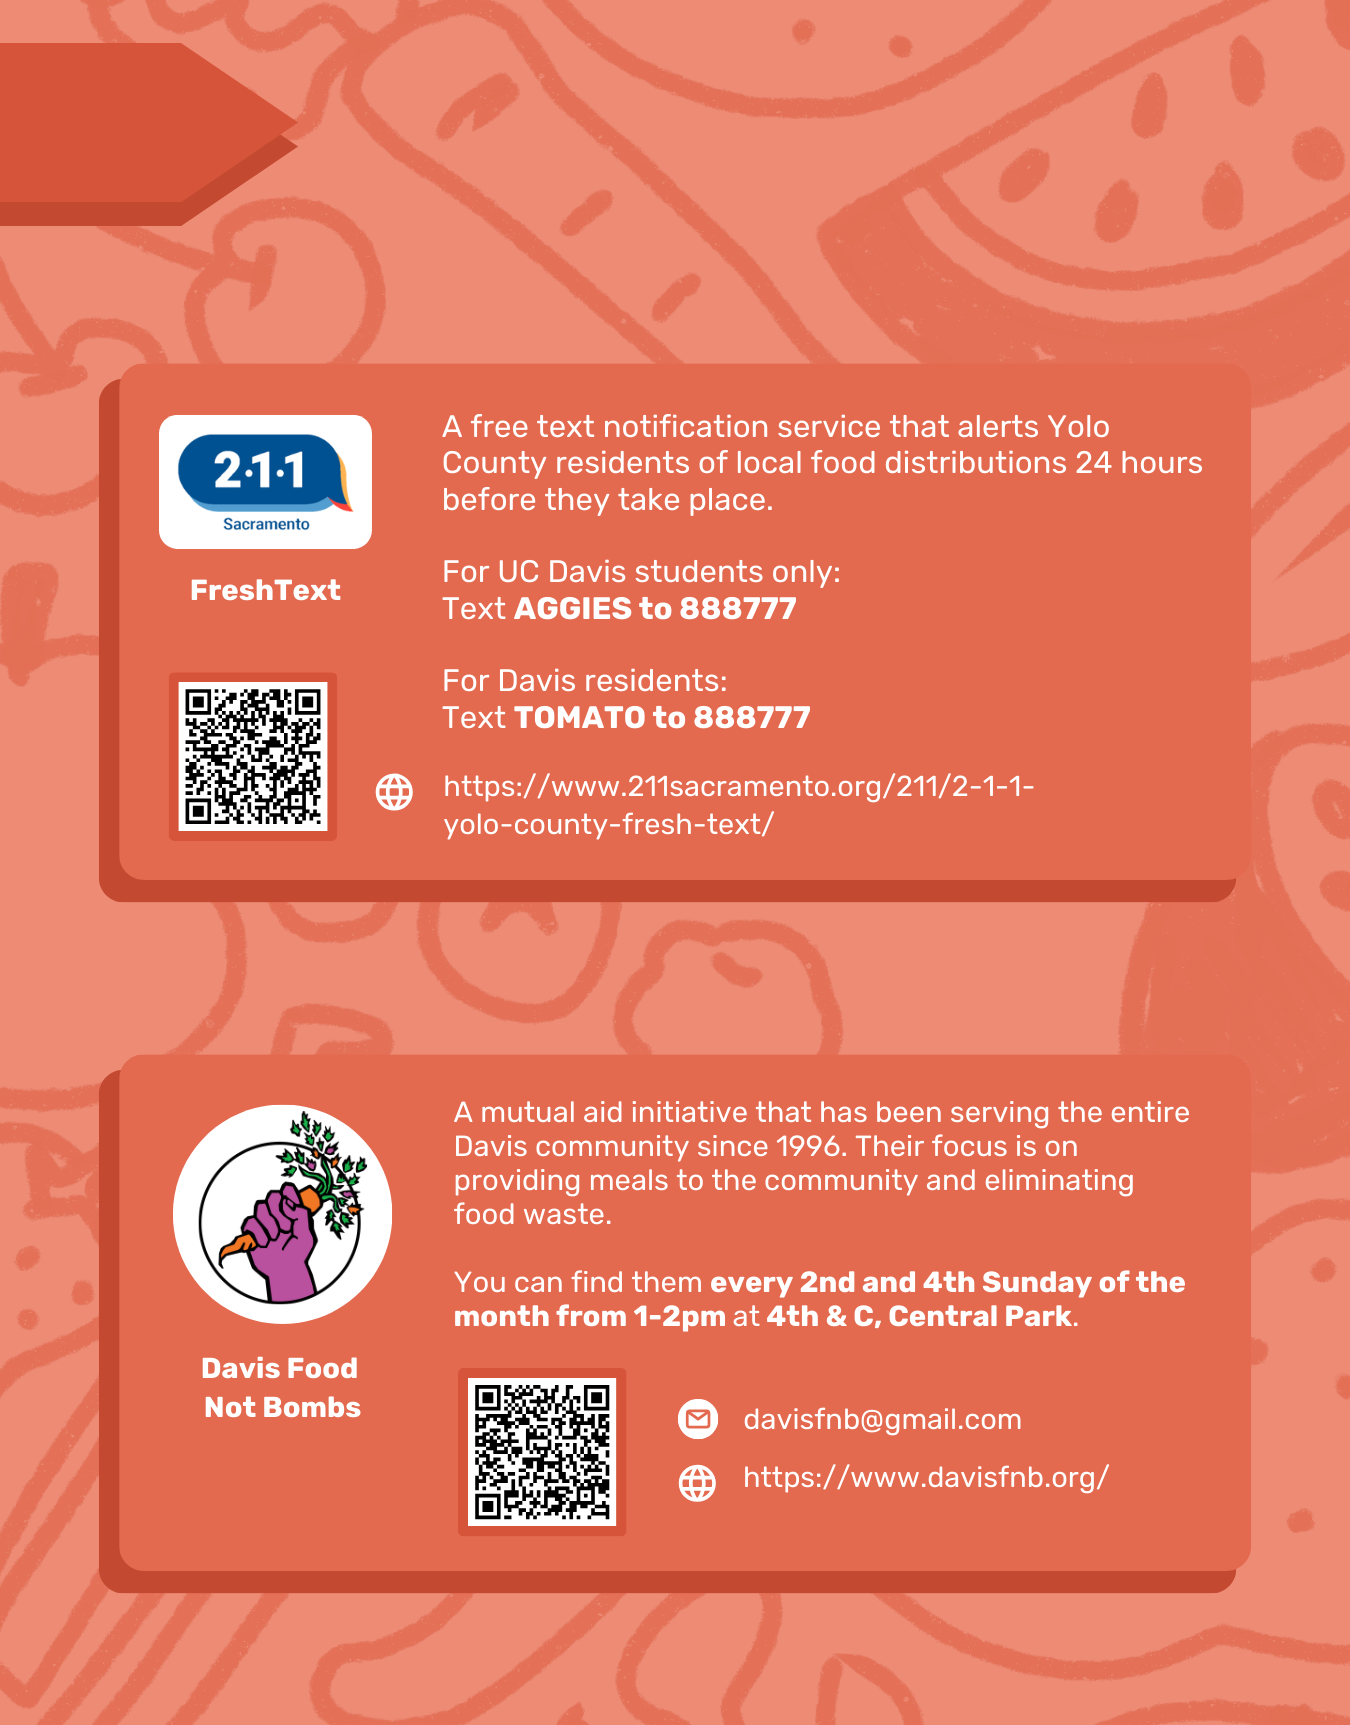 2·1·1
Sacramento
FreshText
A free text notification service that alerts Yolo
County residents of local food distributions 24 hours
before they take place.
For UC Davis students only:
Text AGGIES to 888777
For Davis residents:
Text TOMATO to 888777
https://www.211sacramento.org/211/2-1-1-
yolo-county-fresh-text/
Davis Food
Not Bombs
A mutual aid initiative that has been serving the entire
Davis community since 1996. Their focus is on
providing meals to the community and eliminating
food waste.
You can find them every 2nd and 4th Sunday of the
month from 1-2pm at 4th & C, Central Park.
davisfnb@gmail.com
https://www.davisfnb.org/